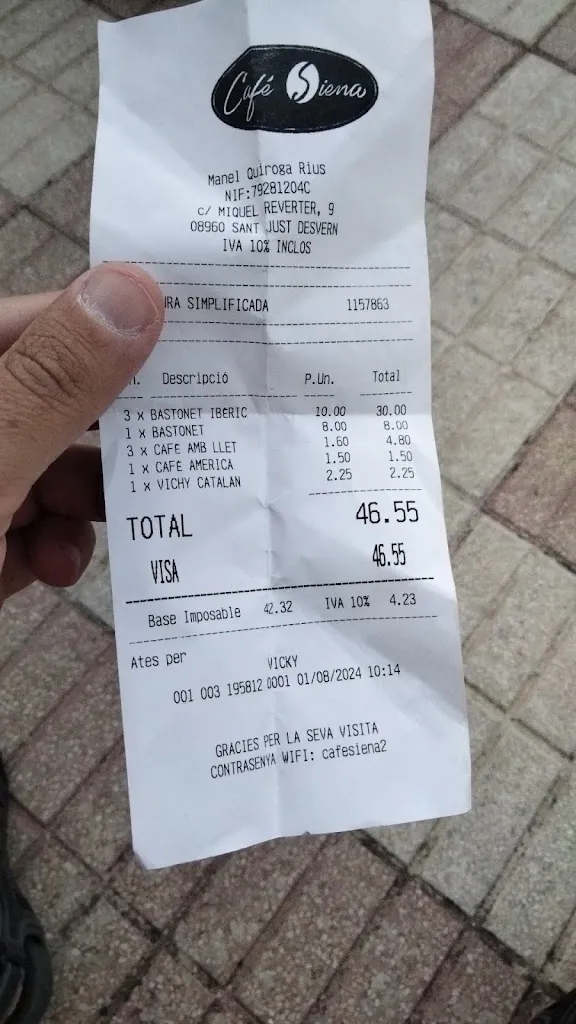 Café Siena
Manel Quiroga Rius
NIF:79281204C
C/ MIQUEL REVERTER, 9
08960 SANT JUST DESVERN
IVA 10% INCLOS
SIMPLIFICADA 1157863
Descripció P.Un. Total
3 x BASTONET IBERIC 10.00 30.00
1 x BASTONET 8.00 8.00
3 x CAFE AMB LLET 1.60 4.80
1 x CAFE AMERICA 1.50 1.50
1 x VICHY CATALAN 2.25 2.25
TOTAL 46.55
VISA 46.55
Base Imposable 42.32 IVA 10% 4.23
Ates per VICKY
001 003 195812 0001 01/08/2024 10:14
GRACIES PER LA SEVA VISITA
CONTRASENYA WIFI: cafesiena2